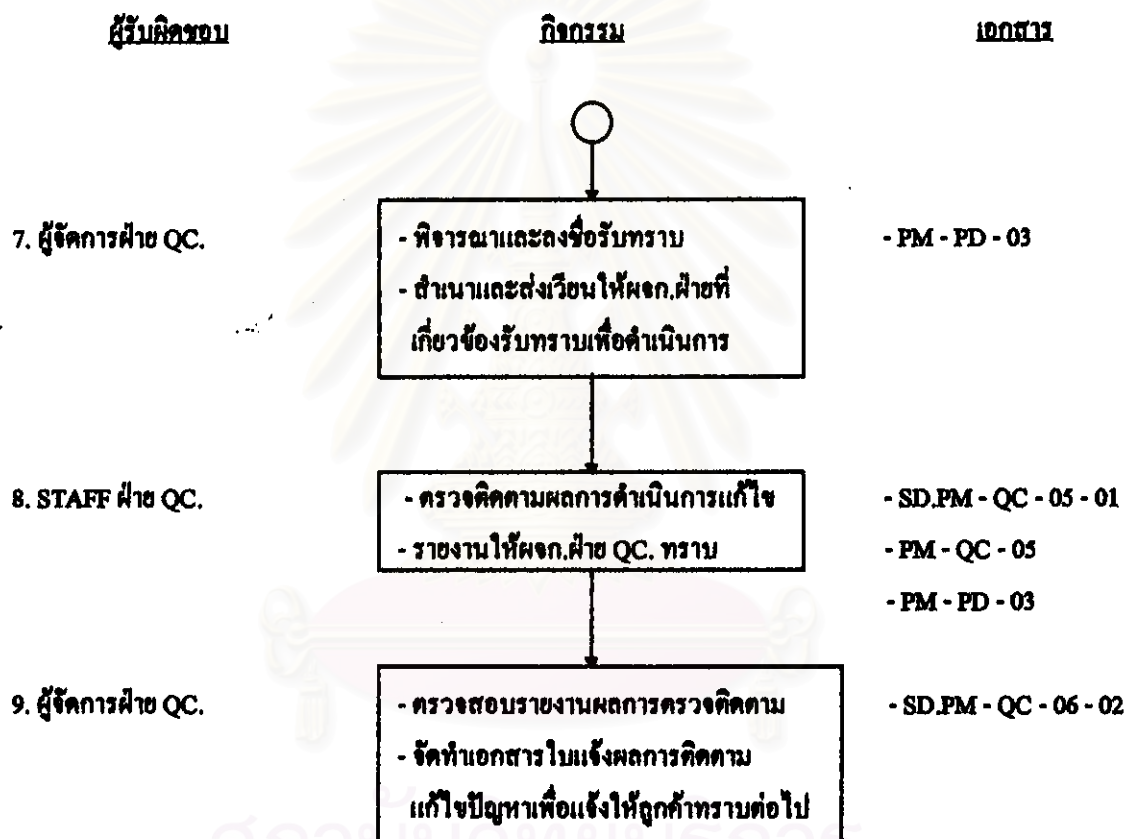 ผู้รับผิดชอบ กิจกรรม เอกสาร
7. ผู้จัดการฝ่าย QC. - พิจารณาและลงชื่อรับทราบ - PM - PD - 03
- สำเนาและส่งเวียนให้ผจก.ฝ่ายที่
เกี่ยวข้องรับทราบเพื่อดำเนินการ
8. STAFF ฝ่าย QC. - ตรวจติดตามผลการดำเนินการแก้ไข - SD.PM - QC - 05 - 01
- รายงานให้ผจก.ฝ่าย QC. ทราบ - PM - QC - 05
- PM - PD - 03
9. ผู้จัดการฝ่าย QC. - ตรวจสอบรายงานผลการตรวจติดตาม - SD.PM - QC - 06 - 02
- จัดทำเอกสารใบแจ้งผลการติดตาม
แก้ไขปัญหาเพื่อแจ้งให้ลูกค้าทราบต่อไป